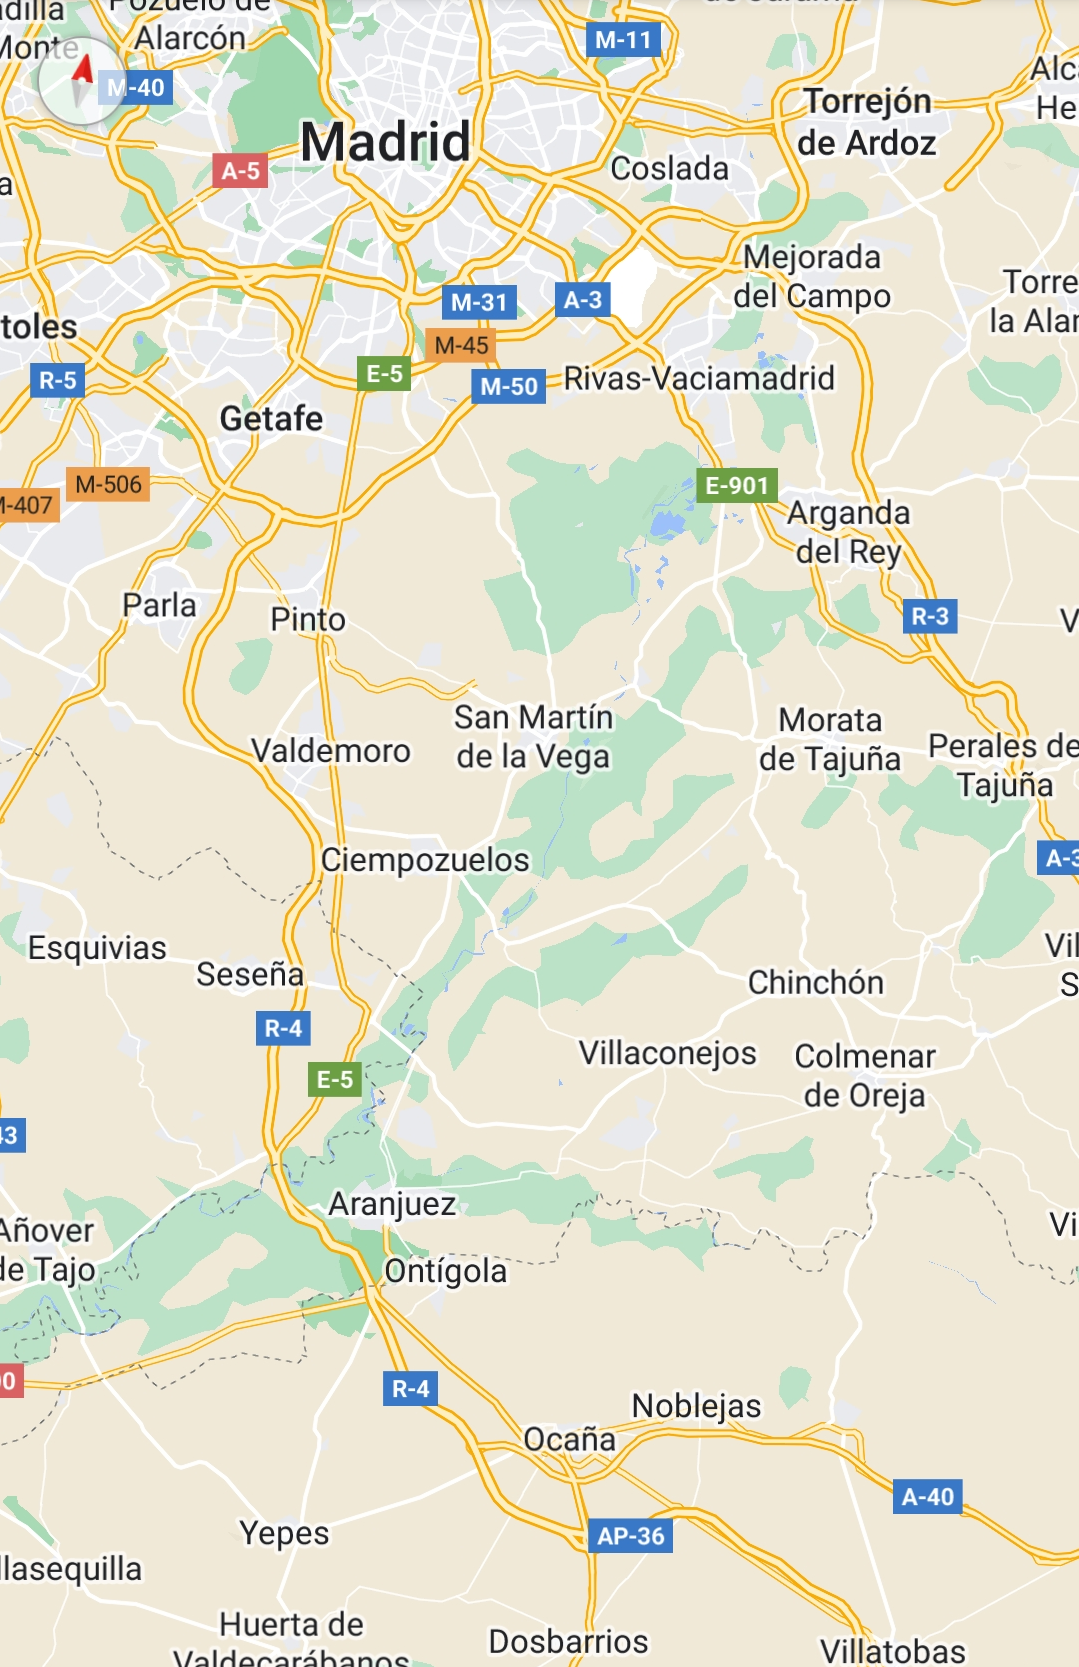 adilla
Monte
Pozuelo de
Alarcón
M-11
M-40
Torrejón
de Ardoz
Alca
He
Madrid
A-5
Coslada
a
Mejorada
del Campo
Torre
la Alar
M-31
A-3
toles
M-45
R-5
E-5
M-50
Rivas-Vaciamadrid
Getafe
M-506
M-407
E-901
Arganda
del Rey
Parla
Pinto
R-3
V
San Martín
de la Vega
Morata
de Tajuña
Valdemoro
Perales de
Tajuña
Ciempozuelos
A-3
Esquivias
Seseña
Vil
S
Chinchón
R-4
Villaconejos
Colmenar
de Oreja
E-5
43
Aranjuez
Añover
de Tajo
Vi
Ontígola
00
R-4
Noblejas
Ocaña
A-40
Yepes
AP-36
llasequilla
Huerta de
Valdecarábanos
Dosbarrios
Villatobas